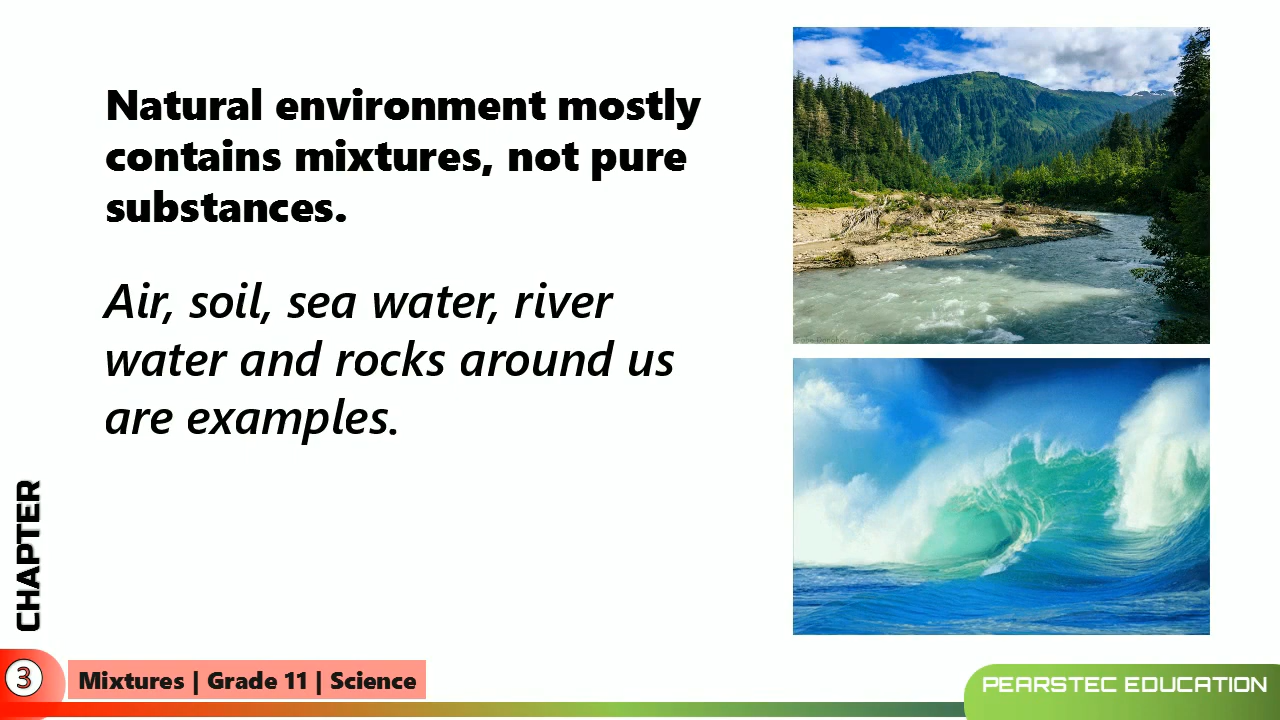 Natural environment mostly
contains mixtures, not pure
substances.
Air, soil, sea water, river
water and rocks around us
are examples.
CHAPTER
3
Mixtures | Grade 11 | Science
PEARSTEC EDUCATION